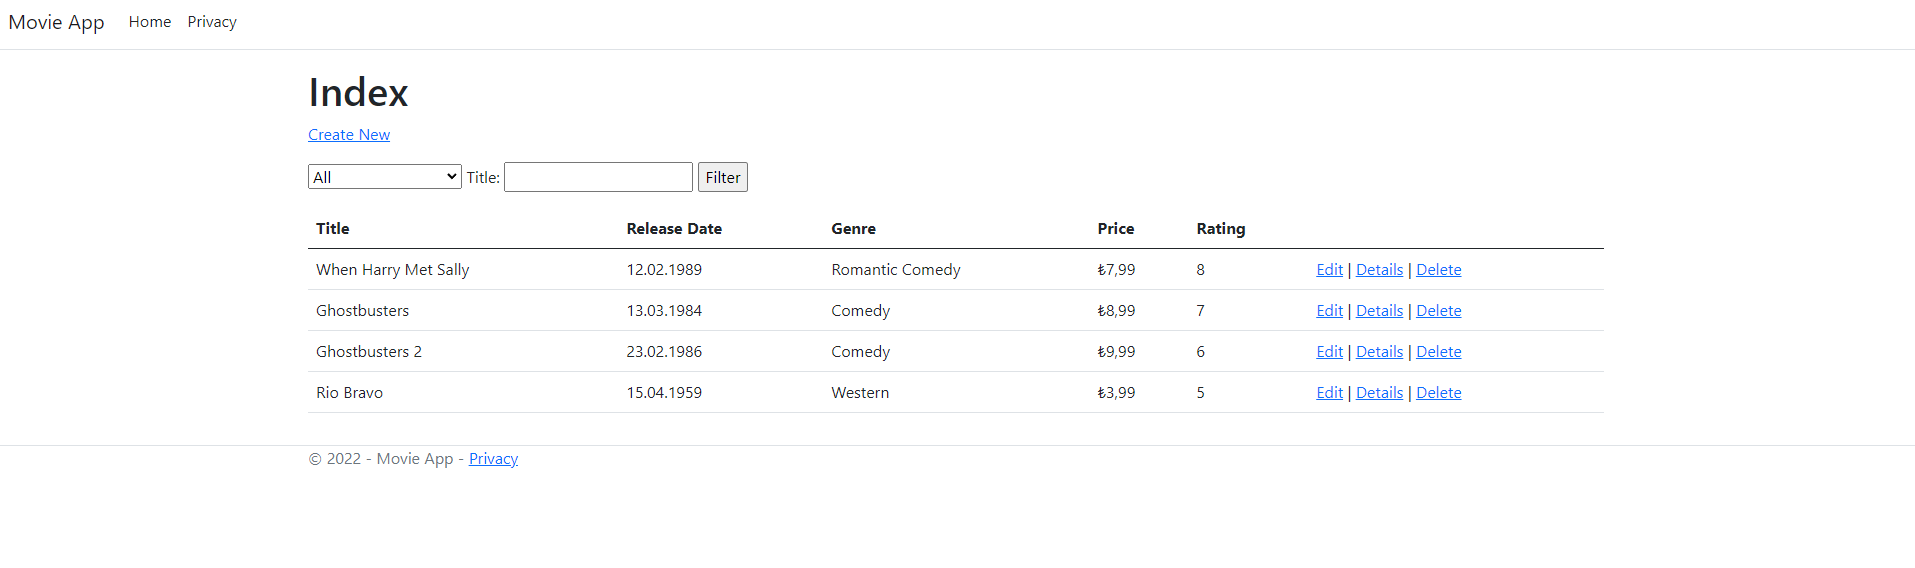 Movie App Home Privacy
Index
Create New
All Title: Filter
Title Release Date Genre Price Rating
When Harry Met Sally 12.02.1989 Romantic Comedy ₺7,99 8 Edit | Details | Delete
Ghostbusters 13.03.1984 Comedy ₺8,99 7 Edit | Details | Delete
Ghostbusters 2 23.02.1986 Comedy ₺9,99 6 Edit | Details | Delete
Rio Bravo 15.04.1959 Western ₺3,99 5 Edit | Details | Delete
© 2022 - Movie App - Privacy